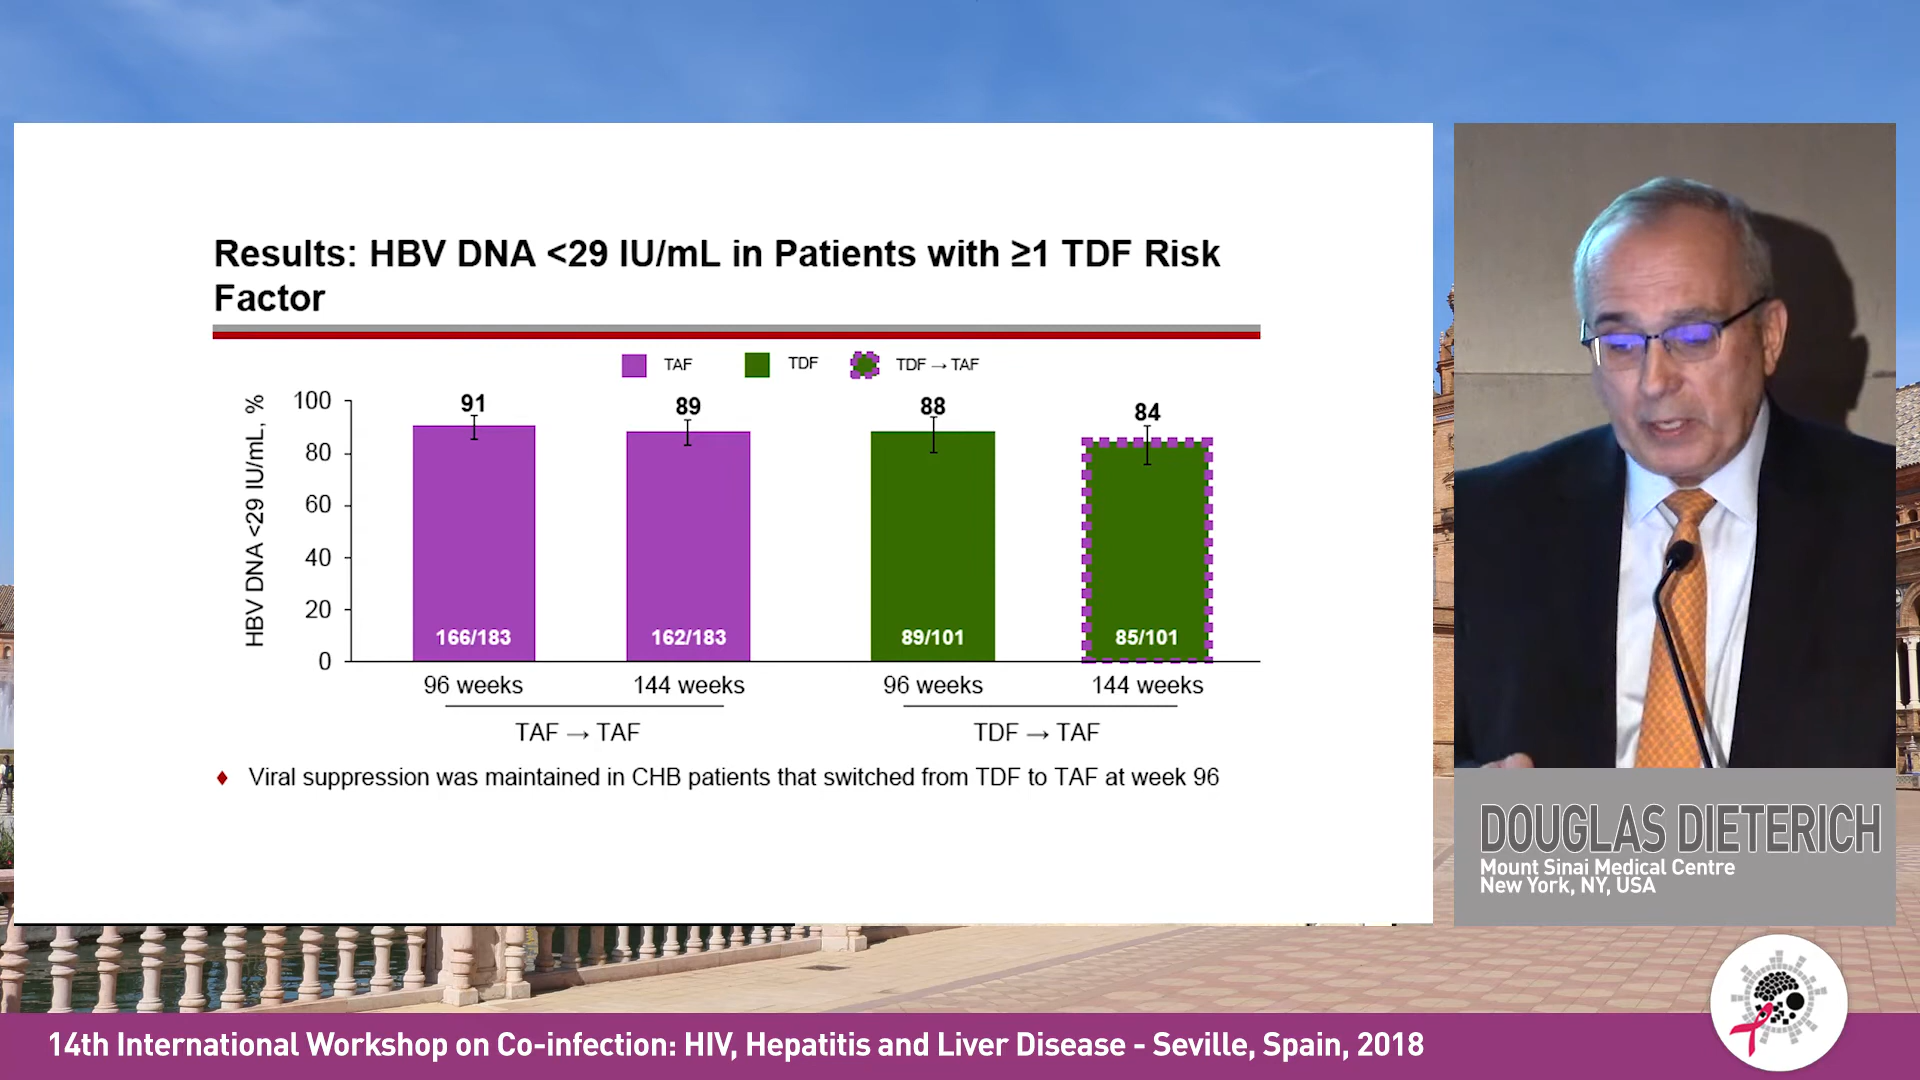 Results: HBV DNA <29 IU/mL in Patients with ≥1 TDF Risk
Factor
TAF
TDF
TDF → TAF
HBV DNA <29 IU/mL, %
100
80
60
40
20
0
91
89
88
84
166/183
162/183
89/101
85/101
96 weeks
144 weeks
96 weeks
144 weeks
TAF → TAF
TDF → TAF
♦ Viral suppression was maintained in CHB patients that switched from TDF to TAF at week 96
DOUGLAS DIETERICH
Mount Sinai Medical Centre
New York, NY, USA
14th International Workshop on Co-infection: HIV, Hepatitis and Liver Disease - Seville, Spain, 2018